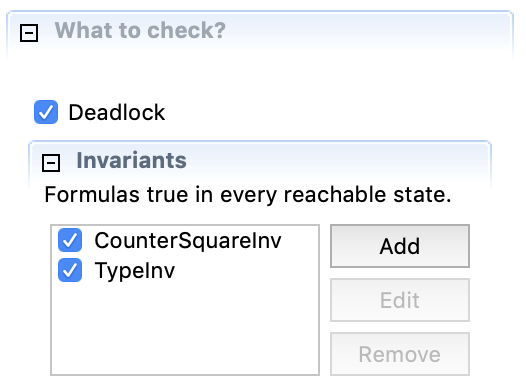 What to check?
Deadlock
Invariants
Formulas true in every reachable state.
CounterSquareInv
TypeInv
Add
Edit
Remove